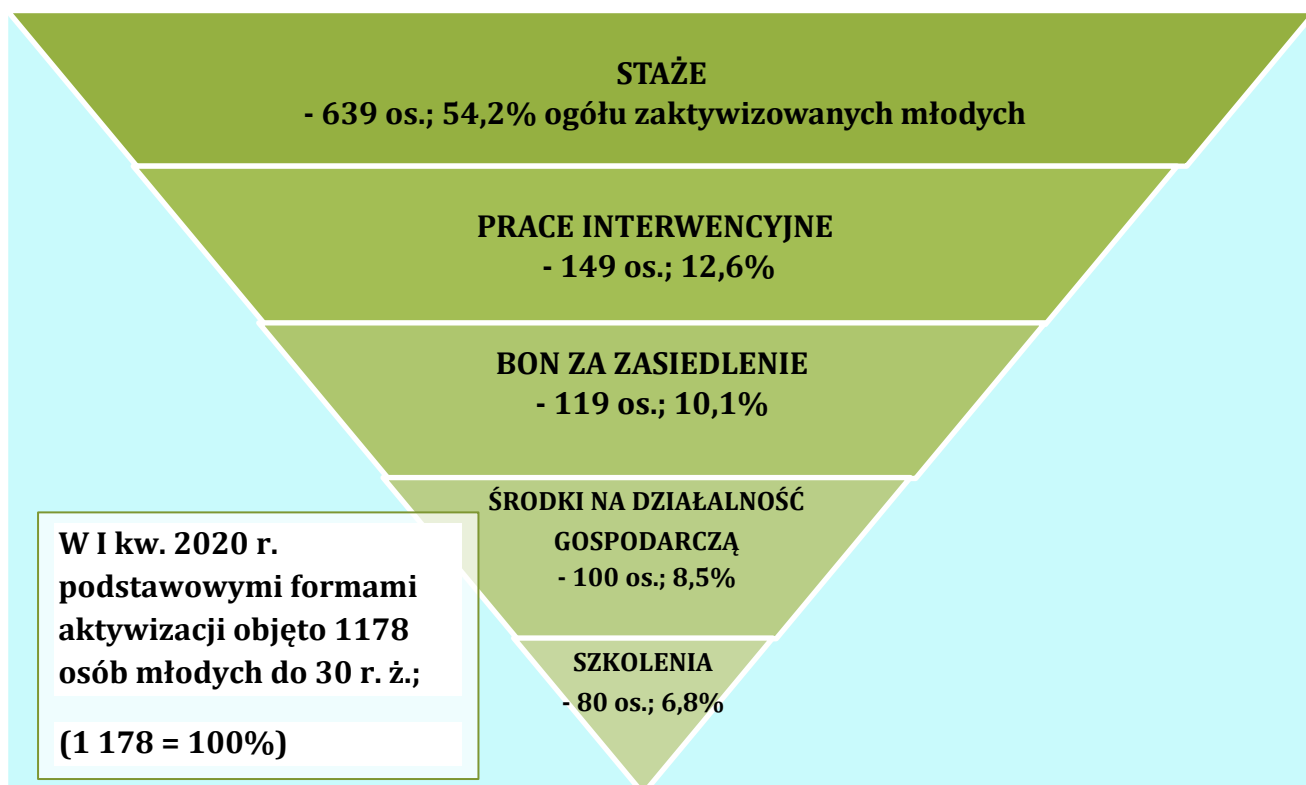 STAŻE
- 639 os.; 54,2% ogółu zaktywizowanych młodych
PRACE INTERWENCYJNE
- 149 os.; 12,6%
BON ZA ZASIEDLENIE
- 119 os.; 10,1%
ŚRODKI NA DZIAŁALNOŚĆ
GOSPODARCZĄ
- 100 os.; 8,5%
SZKOLENIA
- 80 os.; 6,8%
W I kw. 2020 r.
podstawowymi formami
aktywizacji objęto 1178
osób młodych do 30 r. ż.;
(1 178 = 100%)